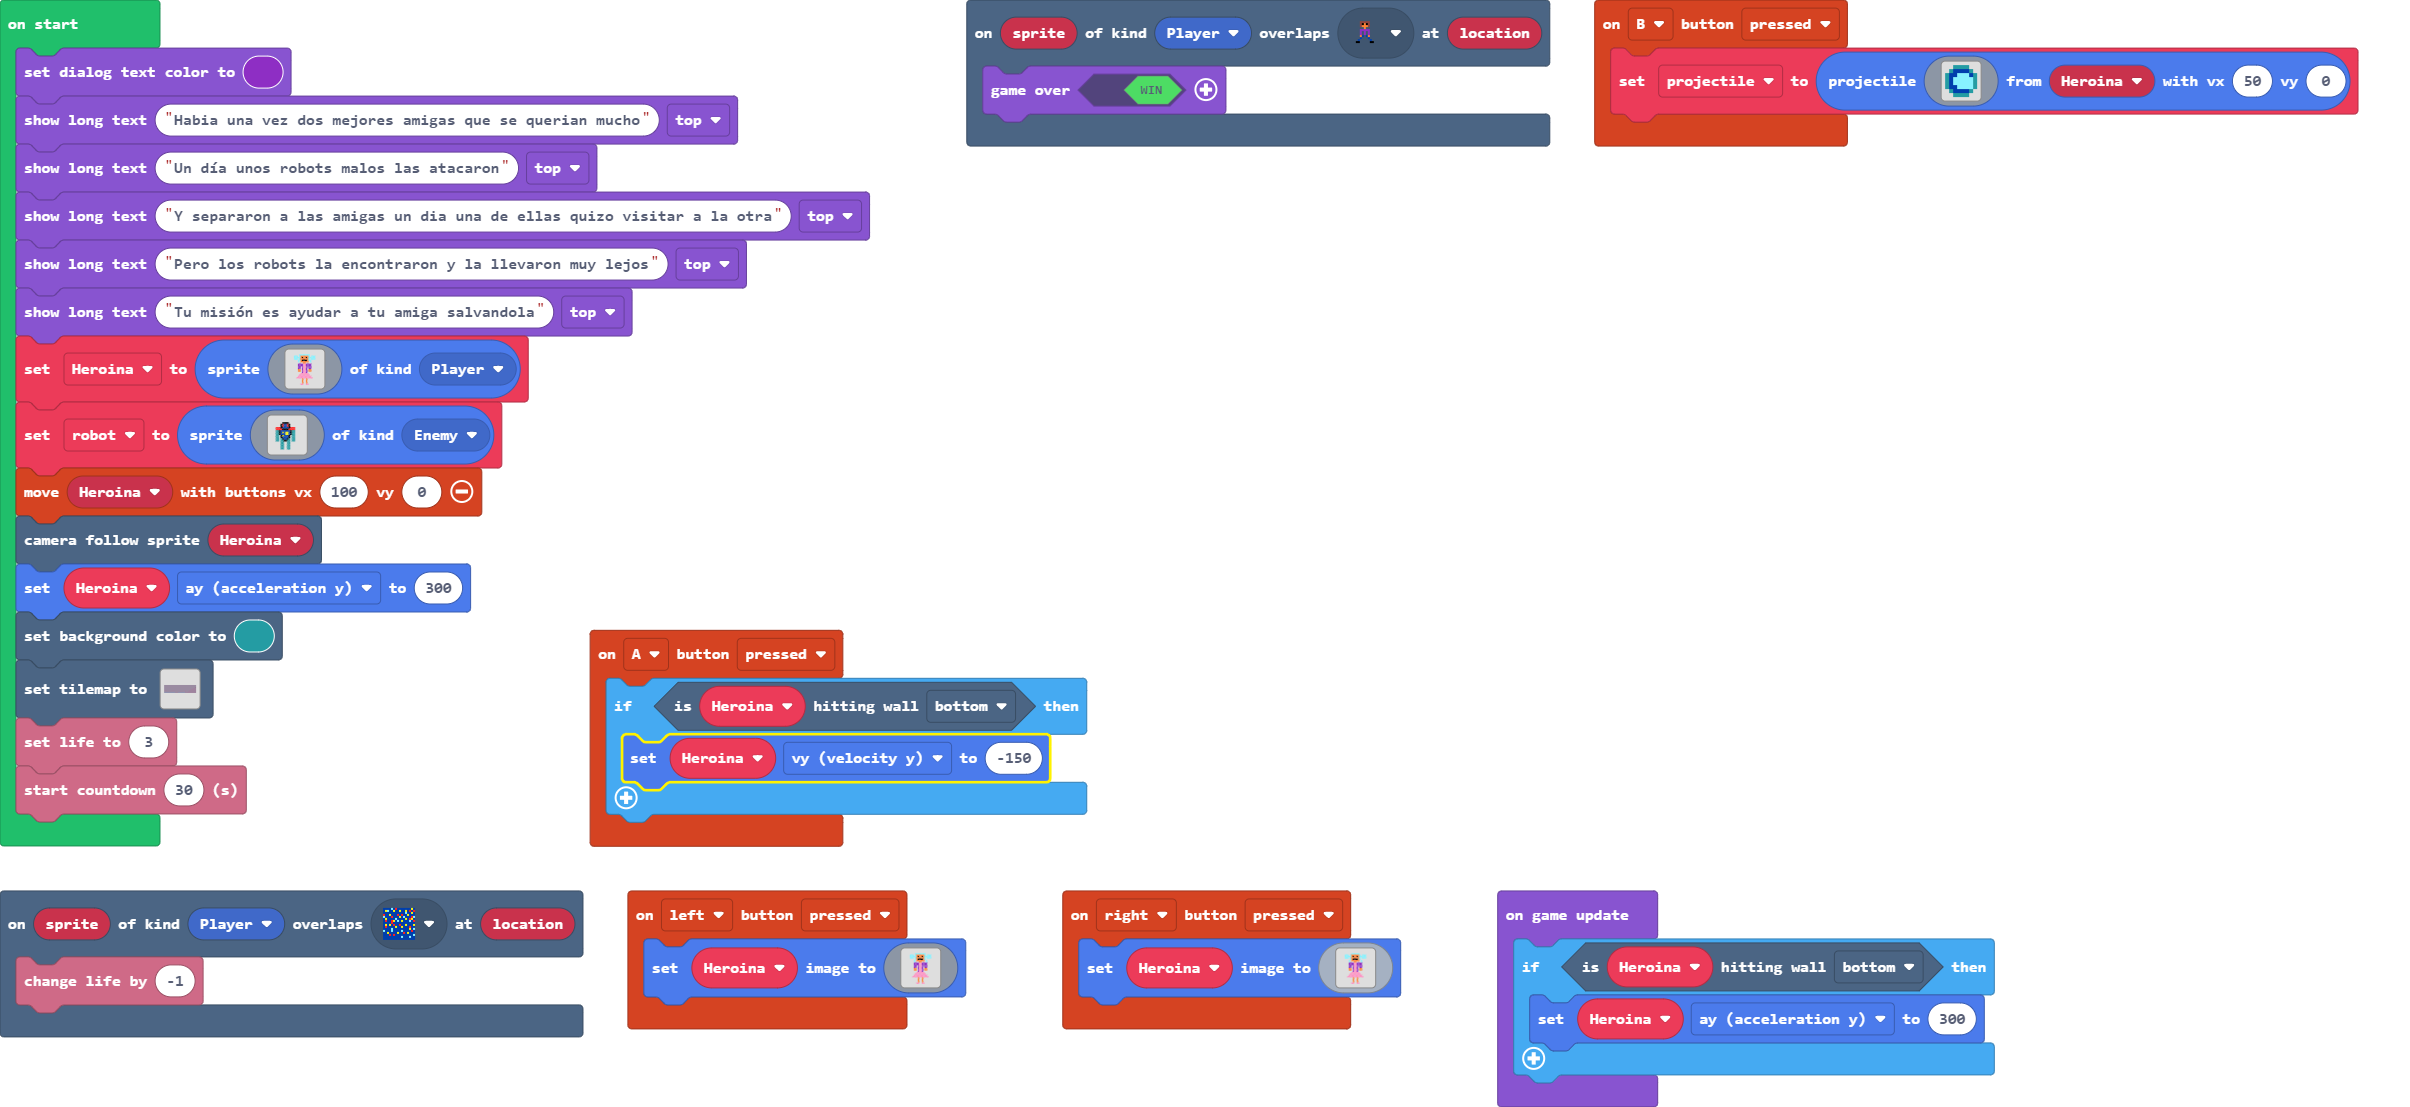 on start
set dialog text color to
show long text "Habia una vez dos mejores amigas que se querian mucho" top
show long text "Un día unos robots malos las atacaron" top
show long text "Y separaron a las amigas un dia una de ellas quizo visitar a la otra" top
show long text "Pero los robots la encontraron y la llevaron muy lejos" top
show long text "Tu misión es ayudar a tu amiga salvandola" top
set Heroina to sprite of kind Player
set robot to sprite of kind Enemy
move Heroina with buttons vx 100 vy 0
camera follow sprite Heroina
set Heroina ay (acceleration y) to 300
set background color to
set tilemap to
set life to 3
start countdown 30 (s)
on sprite of kind Player overlaps at location
game over WIN
on B button pressed
set projectile to projectile from Heroina with vx 50 vy 0
on A button pressed
if is Heroina hitting wall bottom then
set Heroina vy (velocity y) to -150
on sprite of kind Player overlaps at location
change life by -1
on left button pressed
set Heroina image to
on right button pressed
set Heroina image to
on game update
if is Heroina hitting wall bottom then
set Heroina ay (acceleration y) to 300